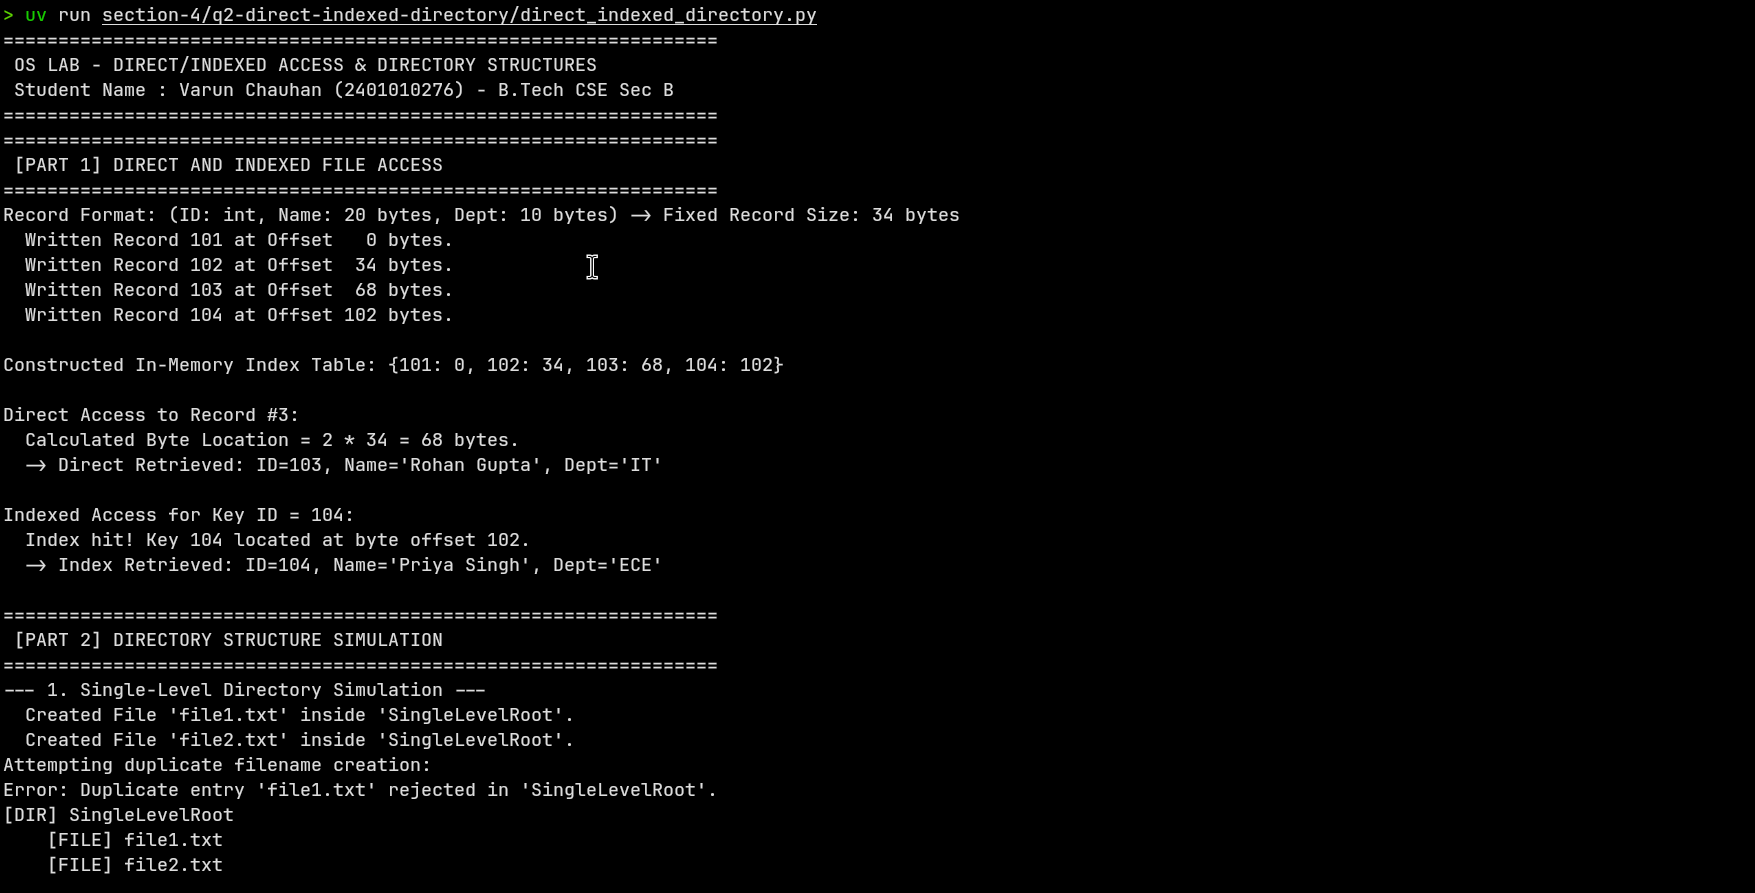 > uv run section-4/q2-direct-indexed-directory/direct_indexed_directory.py
=================================================================
 OS LAB - DIRECT/INDEXED ACCESS & DIRECTORY STRUCTURES
 Student Name : Varun Chauhan (2401010276) - B.Tech CSE Sec B
=================================================================
=================================================================
 [PART 1] DIRECT AND INDEXED FILE ACCESS
=================================================================
Record Format: (ID: int, Name: 20 bytes, Dept: 10 bytes) -> Fixed Record Size: 34 bytes
  Written Record 101 at Offset   0 bytes.
  Written Record 102 at Offset  34 bytes.
  Written Record 103 at Offset  68 bytes.
  Written Record 104 at Offset 102 bytes.

Constructed In-Memory Index Table: {101: 0, 102: 34, 103: 68, 104: 102}

Direct Access to Record #3:
  Calculated Byte Location = 2 * 34 = 68 bytes.
  -> Direct Retrieved: ID=103, Name='Rohan Gupta', Dept='IT'

Indexed Access for Key ID = 104:
  Index hit! Key 104 located at byte offset 102.
  -> Index Retrieved: ID=104, Name='Priya Singh', Dept='ECE'

=================================================================
 [PART 2] DIRECTORY STRUCTURE SIMULATION
=================================================================
--- 1. Single-Level Directory Simulation ---
  Created File 'file1.txt' inside 'SingleLevelRoot'.
  Created File 'file2.txt' inside 'SingleLevelRoot'.
Attempting duplicate filename creation:
Error: Duplicate entry 'file1.txt' rejected in 'SingleLevelRoot'.
[DIR] SingleLevelRoot
    [FILE] file1.txt
    [FILE] file2.txt